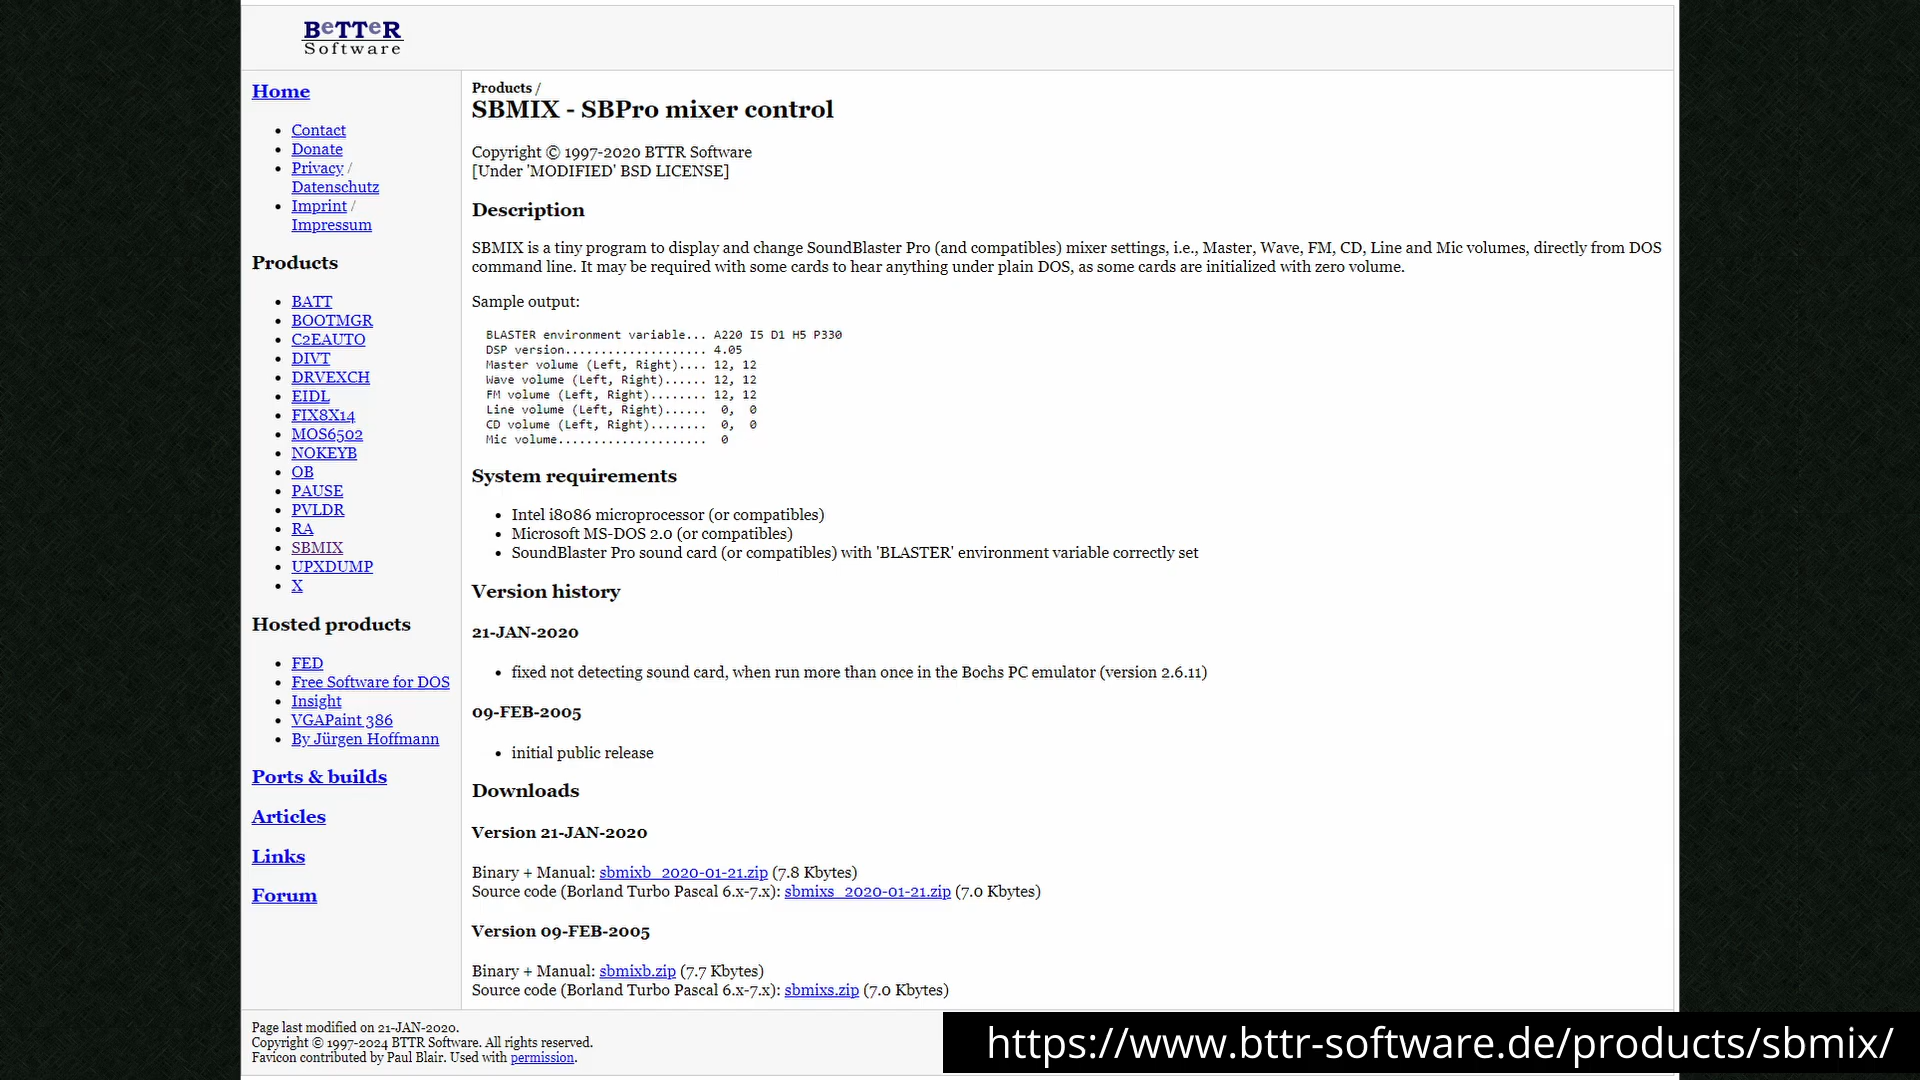 BeTTeR
Software
Home
Contact
Donate
Privacy /
Datenschutz
Imprint /
Impressum
Products
BATT
BOOTMGR
C2EAUTO
DIVT
DRVEXCH
EIDL
FIX8X14
MOS6502
NOKEYB
OB
PAUSE
PVLDR
RA
SBMIX
UPXDUMP
X
Hosted products
FED
Free Software for DOS
Insight
VGAPaint 386
By Jürgen Hoffmann
Ports & builds
Articles
Links
Forum
Products /
SBMIX - SBPro mixer control
Copyright © 1997-2020 BTTR Software
[Under 'MODIFIED' BSD LICENSE]
Description
SBMIX is a tiny program to display and change SoundBlaster Pro (and compatibles) mixer settings, i.e., Master, Wave, FM, CD, Line and Mic volumes, directly from DOS
command line. It may be required with some cards to hear anything under plain DOS, as some cards are initialized with zero volume.
Sample output:
BLASTER environment variable... A220 I5 D1 H5 P330
DSP version.................... 4.05
Master volume (Left, Right).... 12, 12
Wave volume (Left, Right)...... 12, 12
FM volume (Left, Right)........ 12, 12
Line volume (Left, Right)......  0,  0
CD volume (Left, Right)........  0,  0
Mic volume.....................  0
System requirements
Intel i8086 microprocessor (or compatibles)
Microsoft MS-DOS 2.0 (or compatibles)
SoundBlaster Pro sound card (or compatibles) with 'BLASTER' environment variable correctly set
Version history
21-JAN-2020
fixed not detecting sound card, when run more than once in the Bochs PC emulator (version 2.6.11)
09-FEB-2005
initial public release
Downloads
Version 21-JAN-2020
Binary + Manual: sbmixb_2020-01-21.zip (7.8 Kbytes)
Source code (Borland Turbo Pascal 6.x-7.x): sbmixs_2020-01-21.zip (7.0 Kbytes)
Version 09-FEB-2005
Binary + Manual: sbmixb.zip (7.7 Kbytes)
Source code (Borland Turbo Pascal 6.x-7.x): sbmixs.zip (7.0 Kbytes)
Page last modified on 21-JAN-2020.
Copyright © 1997-2024 BTTR Software. All rights reserved.
Favicon contributed by Paul Blair. Used with permission.
https://www.bttr-software.de/products/sbmix/